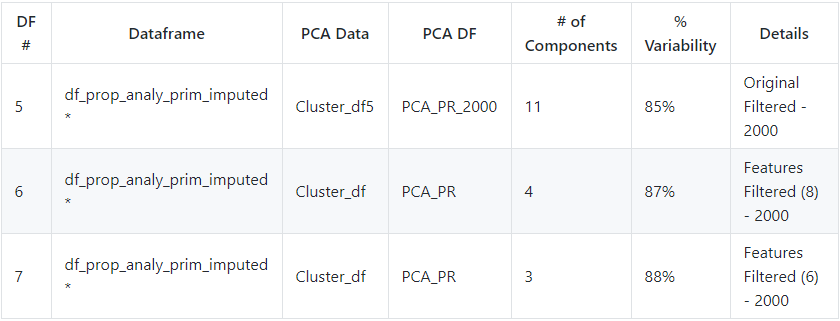 DF # Dataframe PCA Data PCA DF # of Components % Variability Details
5 df_prop_analy_prim_imputed * Cluster_df5 PCA_PR_2000 11 85% Original Filtered - 2000
6 df_prop_analy_prim_imputed * Cluster_df PCA_PR 4 87% Features Filtered (8) - 2000
7 df_prop_analy_prim_imputed * Cluster_df PCA_PR 3 88% Features Filtered (6) - 2000